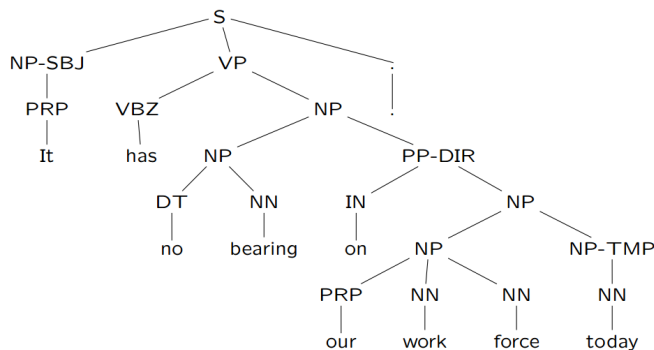 S
NP-SBJ VP .
PRP VBZ NP .
It has NP PP-DIR
DT NN IN NP
no bearing on NP NP-TMP
PRP NN NN NN
our work force today